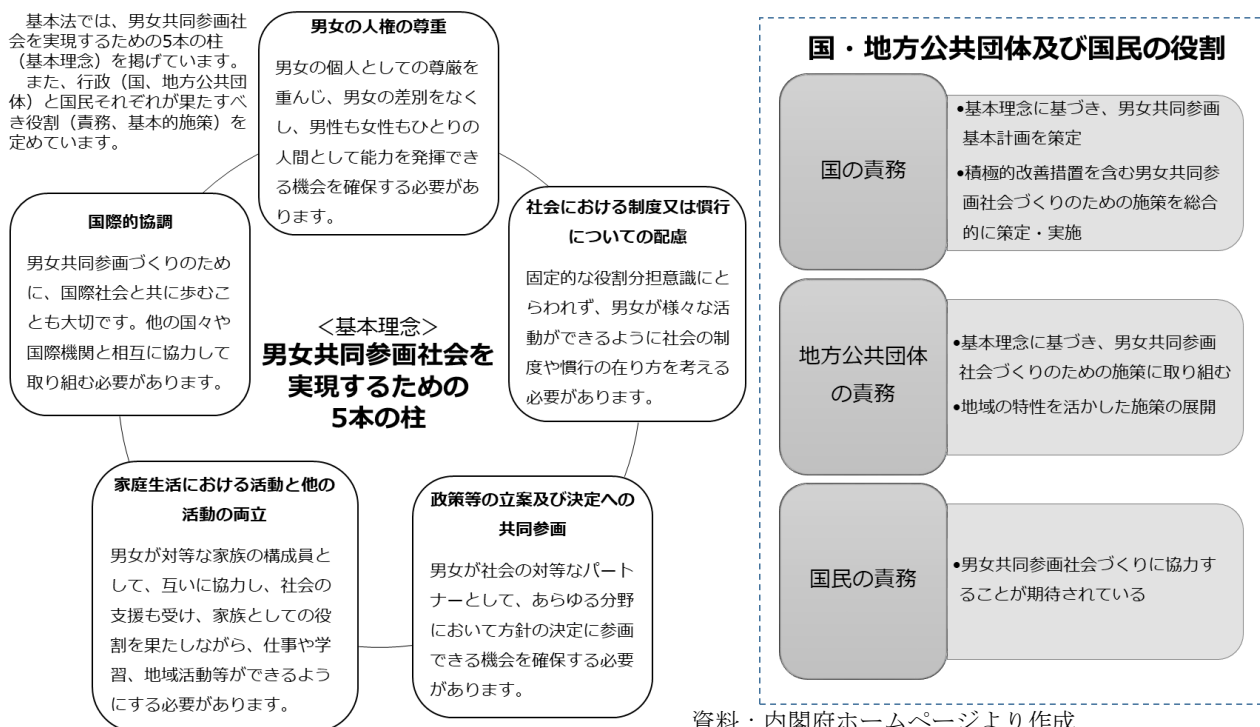 基本法では、男女共同参画社
会を実現するための5本の柱
（基本理念）を掲げています。
また、行政（国、地方公共団
体）と国民それぞれが果たすべ
き役割（責務、基本的施策）を
定めています。
男女の人権の尊重
男女の個人としての尊厳を
重んじ、男女の差別をなく
し、男性も女性もひとりの
人間として能力を発揮でき
る機会を確保する必要があ
ります。
社会における制度又は慣行
についての配慮
固定的な役割分担意識にと
らわれず、男女が様々な活
動ができるように社会の制
度や慣行の在り方を考える
必要があります。
政策等の立案及び決定への
共同参画
男女が社会の対等なパート
ナーとして、あらゆる分野
において方針の決定に参画
できる機会を確保する必要
があります。
家庭生活における活動と他の
活動の両立
男女が対等な家族の構成員と
して、互いに協力し、社会の
支援も受け、家族としての役
割を果たしながら、仕事や学
習、地域活動等ができるよう
にする必要があります。
国際的協調
男女共同参画づくりのため
に、国際社会と共に歩むこ
とも大切です。他の国々や
国際機関と相互に協力して
取り組む必要があります。
＜基本理念＞
男女共同参画社会を
実現するための
5本の柱
国・地方公共団体及び国民の役割
国の責務
•基本理念に基づき、男女共同参画
基本計画を策定
•積極的改善措置を含む男女共同参
画社会づくりのための施策を総合
的に策定・実施
地方公共団体
の責務
•基本理念に基づき、男女共同参画
社会づくりのための施策に取り組む
•地域の特性を活かした施策の展開
国民の責務
•男女共同参画社会づくりに協力す
ることが期待されている
資料：内閣府ホームページより作成